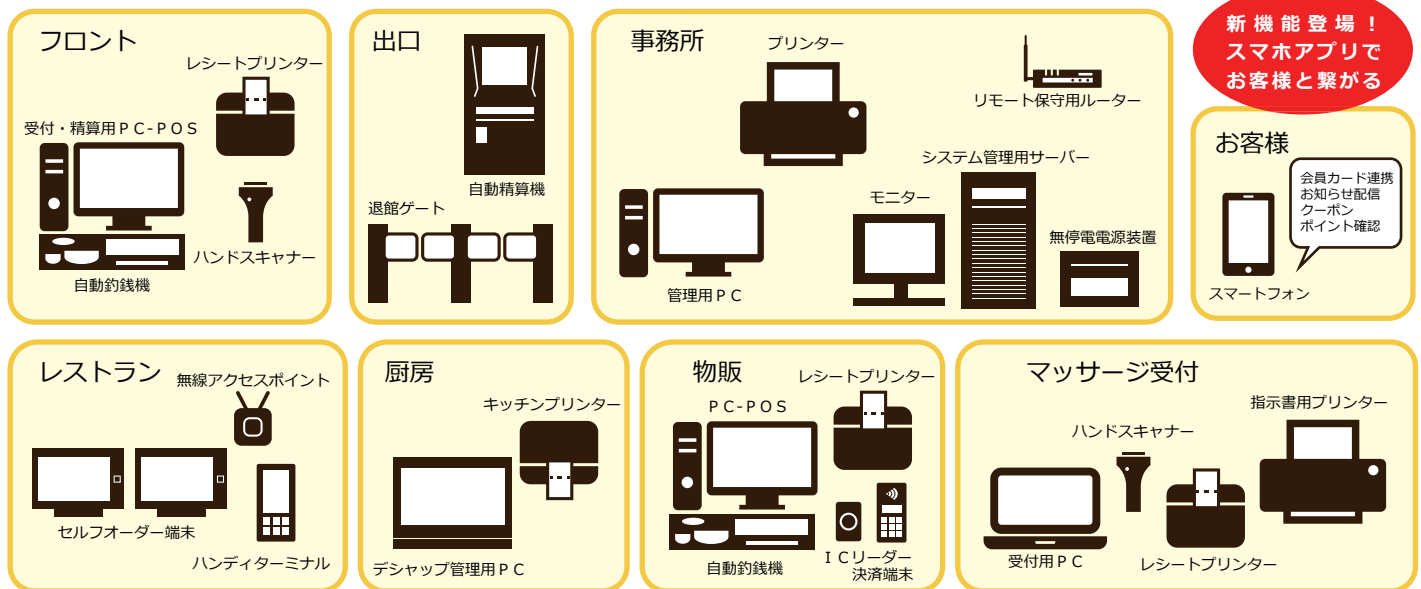 フロント
レシートプリンター
受付・精算用ＰＣ-ＰＯＳ
ハンドスキャナー
自動釣銭機
出口
自動精算機
退館ゲート
事務所
プリンター
リモート保守用ルーター
システム管理用サーバー
モニター
無停電電源装置
管理用ＰＣ
新機能登場！
スマホアプリで
お客様と繋がる
お客様
会員カード連携
お知らせ配信
クーポン
ポイント確認
スマートフォン
レストラン
無線アクセスポイント
セルフオーダー端末
ハンディターミナル
厨房
キッチンプリンター
デシャップ管理用ＰＣ
物販
レシートプリンター
ＰＣ-ＰＯＳ
自動釣銭機
ＩＣリーダー
決済端末
マッサージ受付
指示書用プリンター
ハンドスキャナー
受付用ＰＣ
レシートプリンター